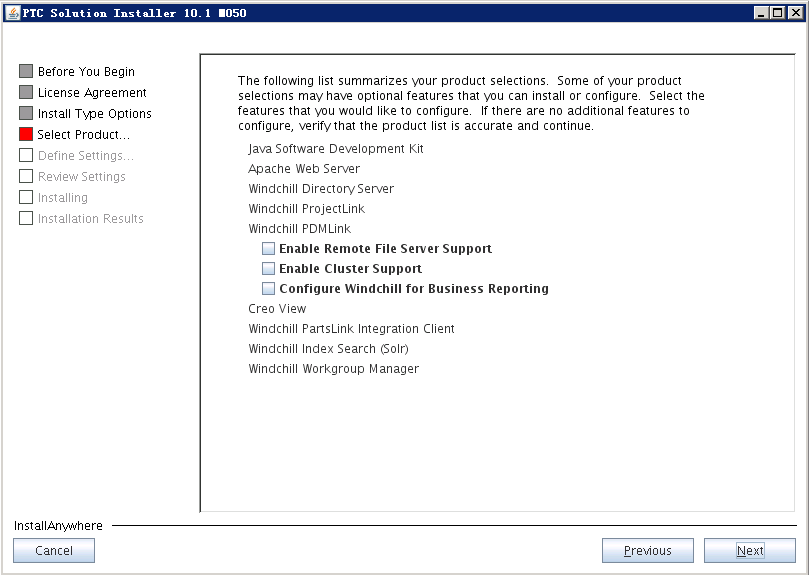 PTC Solution Installer 10.1 M050
Before You Begin
License Agreement
Install Type Options
Select Product...
Define Settings...
Review Settings
Installing
Installation Results
The following list summarizes your product selections.  Some of your product
selections may have optional features that you can install or configure.  Select the
features that you would like to configure.  If there are no additional features to
configure, verify that the product list is accurate and continue.
Java Software Development Kit
Apache Web Server
Windchill Directory Server
Windchill ProjectLink
Windchill PDMLink
Enable Remote File Server Support
Enable Cluster Support
Configure Windchill for Business Reporting
Creo View
Windchill PartsLink Integration Client
Windchill Index Search (Solr)
Windchill Workgroup Manager
InstallAnywhere
Cancel
Previous
Next